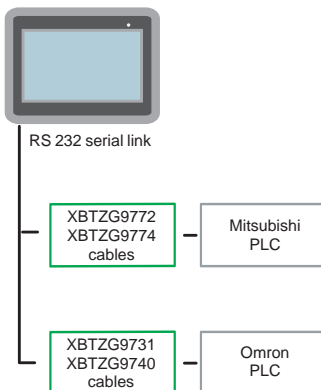 RS 232 serial link
XBTZG9772
XBTZG9774
cables
Mitsubishi
PLC
XBTZG9731
XBTZG9740
cables
Omron
PLC